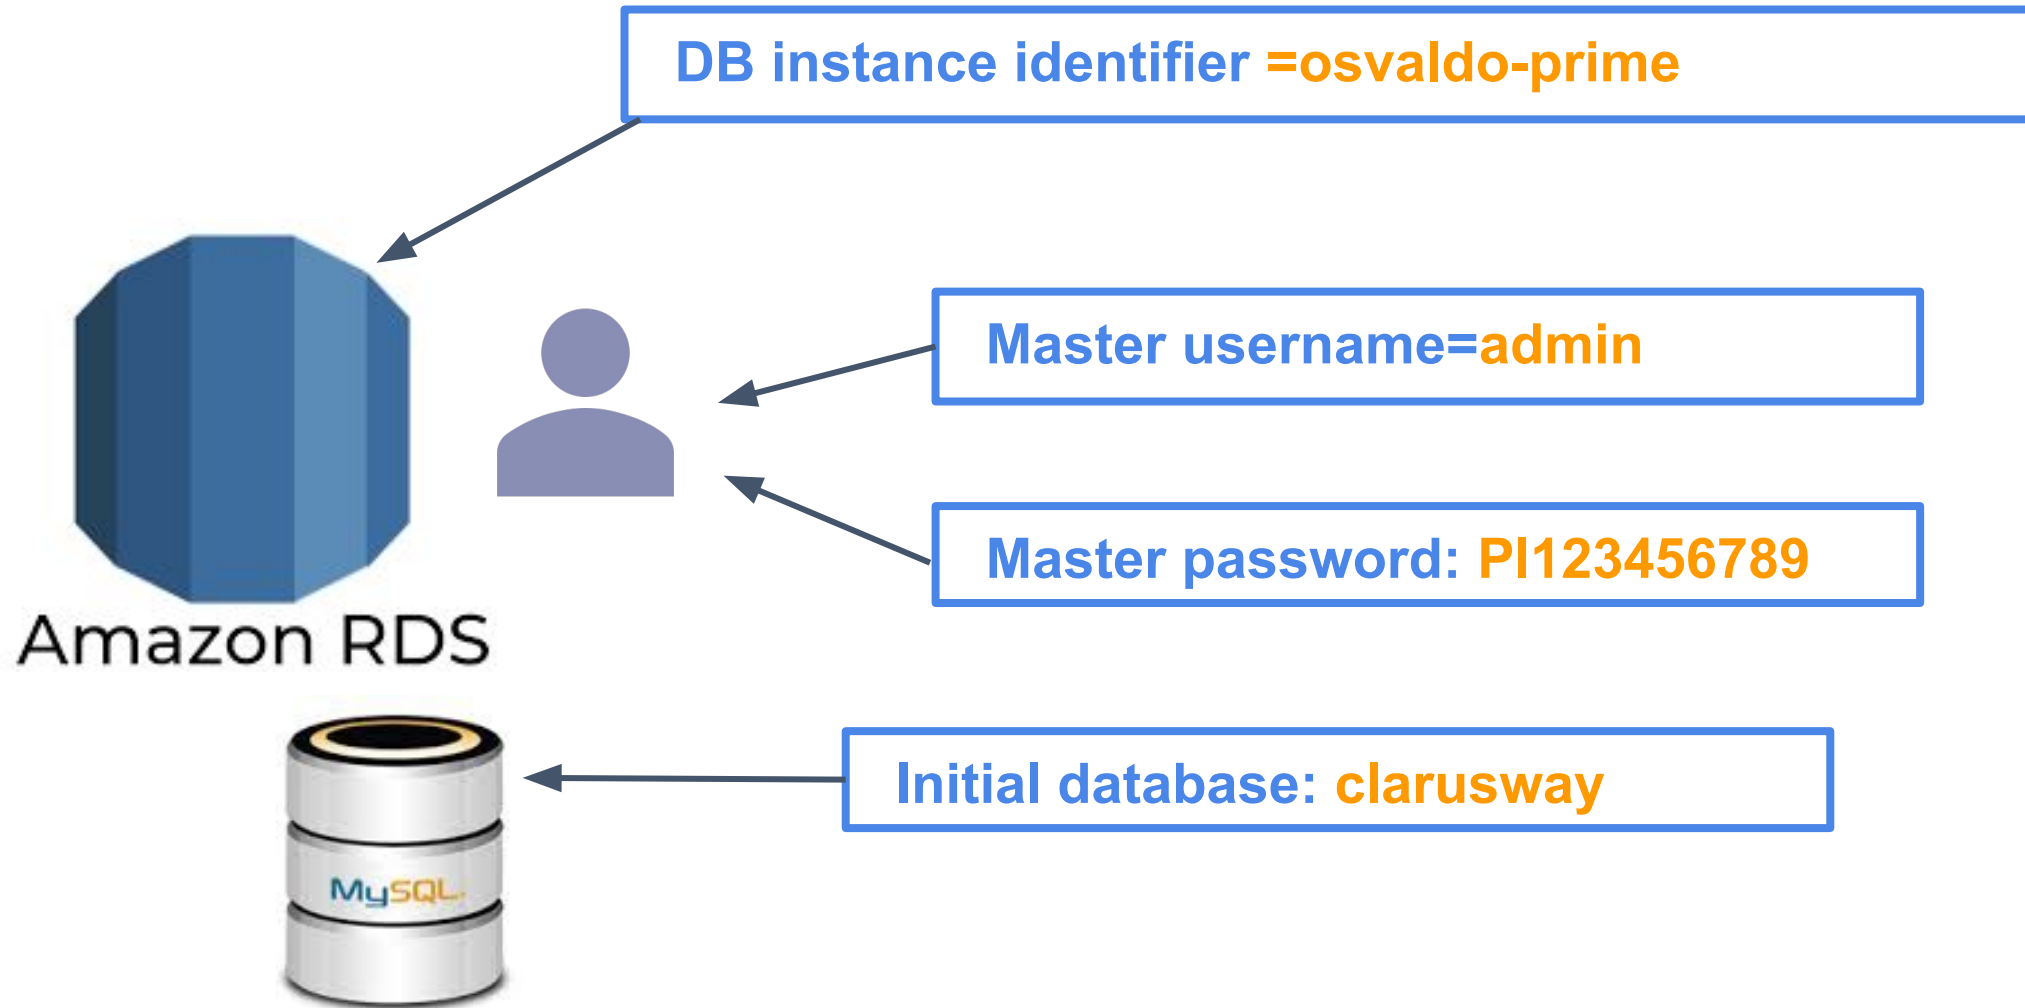 DB instance identifier =osvaldo-prime
Master username=admin
Master password: Pl123456789
Amazon RDS
Initial database: clarusway
MySQL.